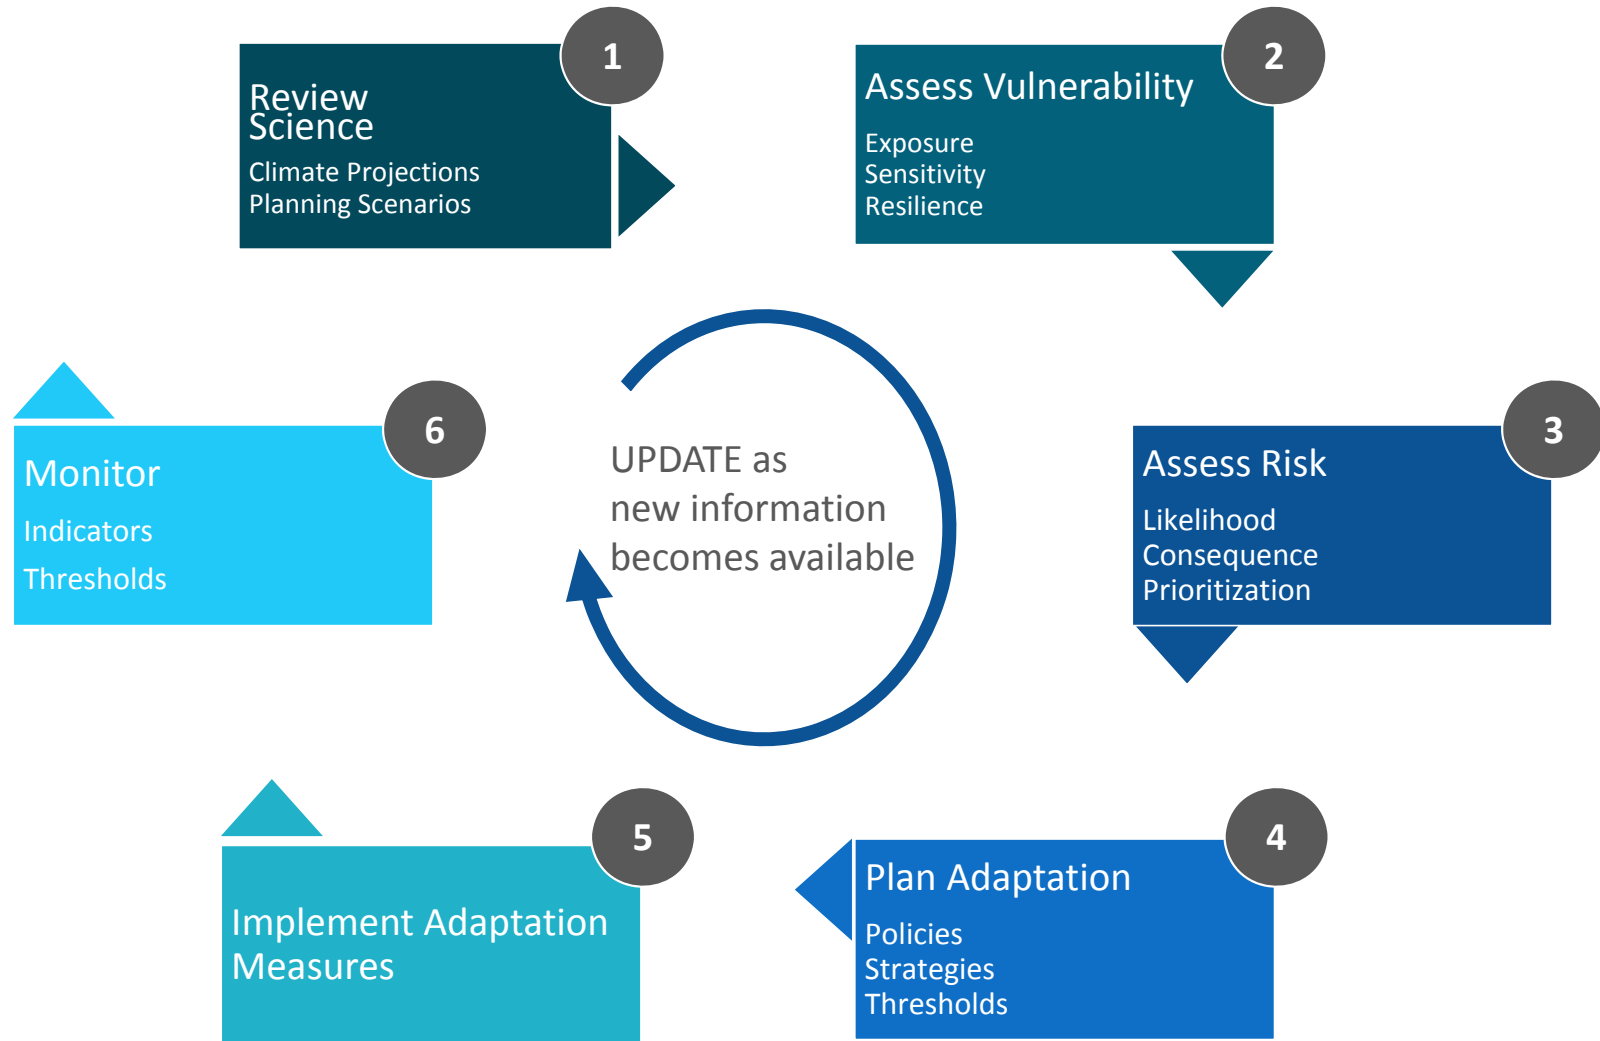 1
Review
Science
Climate Projections
Planning Scenarios
2
Assess Vulnerability
Exposure
Sensitivity
Resilience
3
Assess Risk
Likelihood
Consequence
Prioritization
4
Plan Adaptation
Policies
Strategies
Thresholds
5
Implement Adaptation
Measures
6
Monitor
Indicators
Thresholds
UPDATE as
new information
becomes available